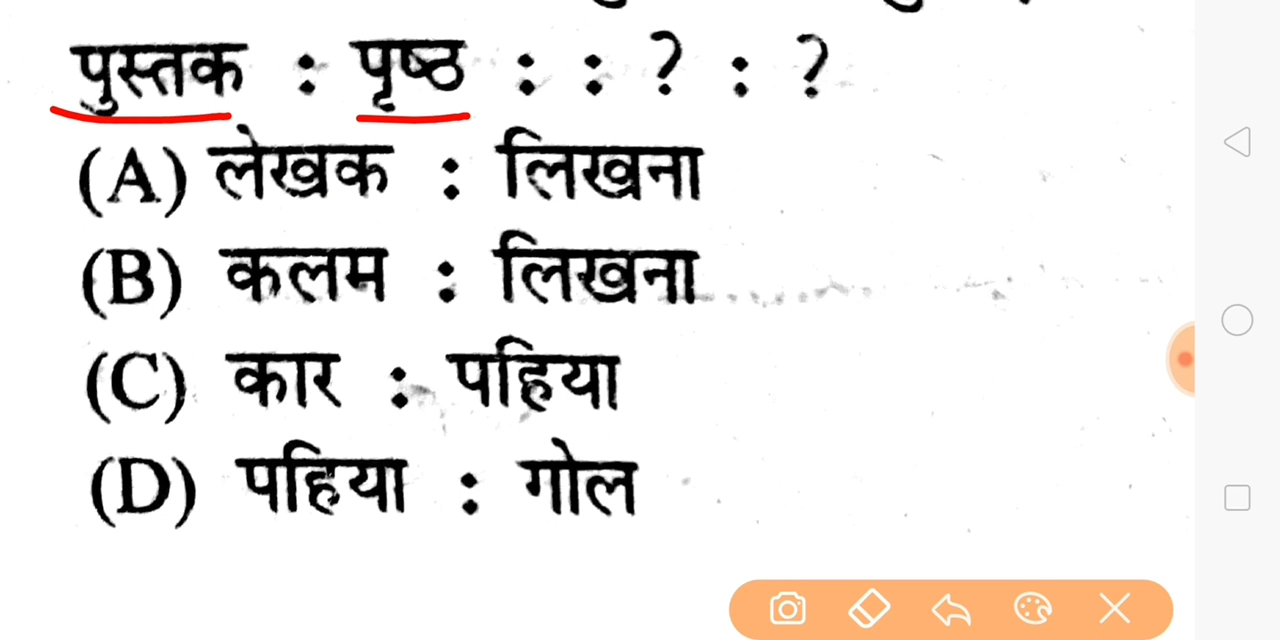 पुस्तक : पृष्ठ : : ? : ?
(A) लेखक : लिखना
(B) कलम : लिखना
(C) कार : पहिया
(D) पहिया : गोल